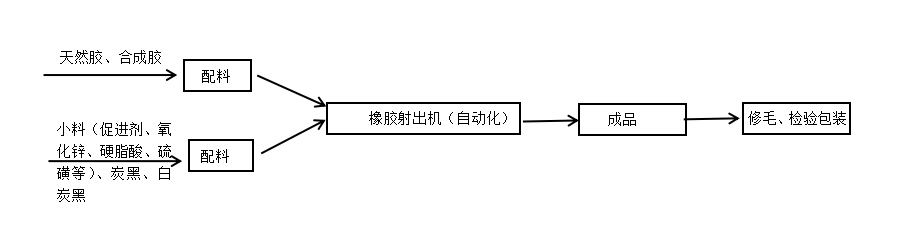 天然胶、合成胶
配料
小料（促进剂、氧
化锌、硬脂酸、硫
磺等）、炭黑、白
炭黑
配料
橡胶射出机（自动化）
成品
修毛、检验包装